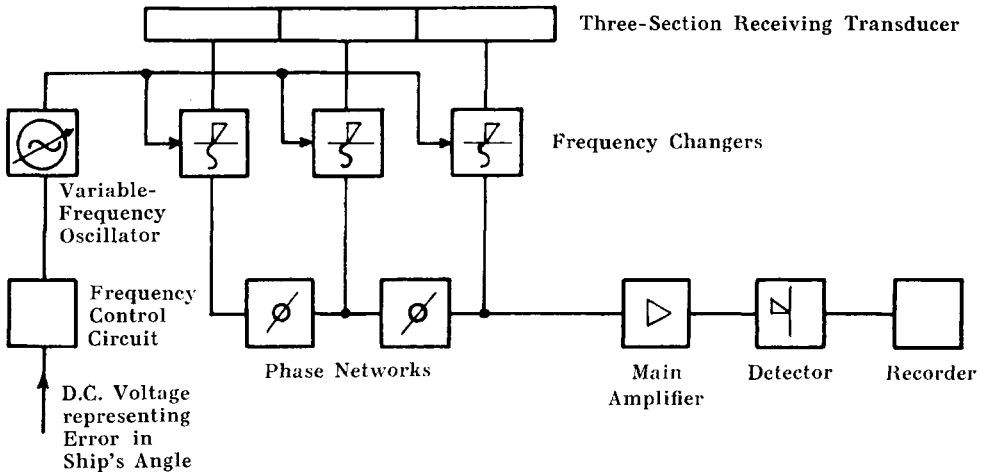 Three-Section Receiving Transducer
Frequency Changers
Variable-
Frequency
Oscillator
Frequency
Control
Circuit
Phase Networks
Main
Amplifier
Detector
Recorder
D.C. Voltage
representing
Error in
Ship's Angle